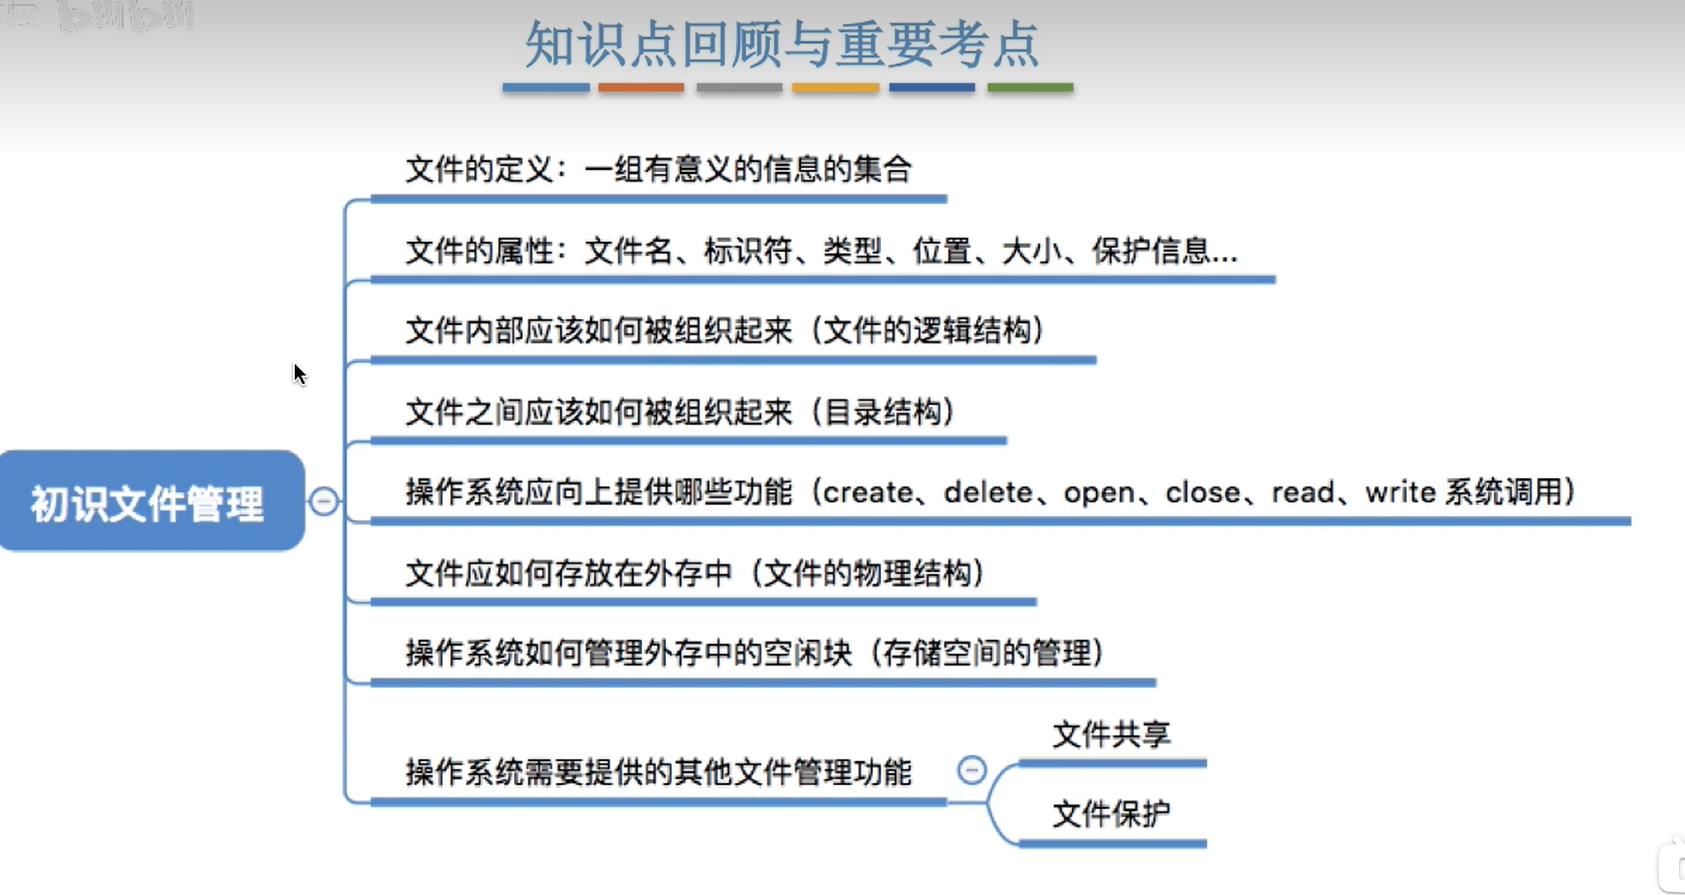 知识点回顾与重要考点
文件的定义：一组有意义的信息的集合
文件的属性：文件名、标识符、类型、位置、大小、保护信息...
文件内部应该如何被组织起来（文件的逻辑结构）
文件之间应该如何被组织起来（目录结构）
初识文件管理
操作系统应向上提供哪些功能（create、delete、open、close、read、write 系统调用）
文件应如何存放在外存中（文件的物理结构）
操作系统如何管理外存中的空闲块（存储空间的管理）
操作系统需要提供的其他文件管理功能
文件共享
文件保护